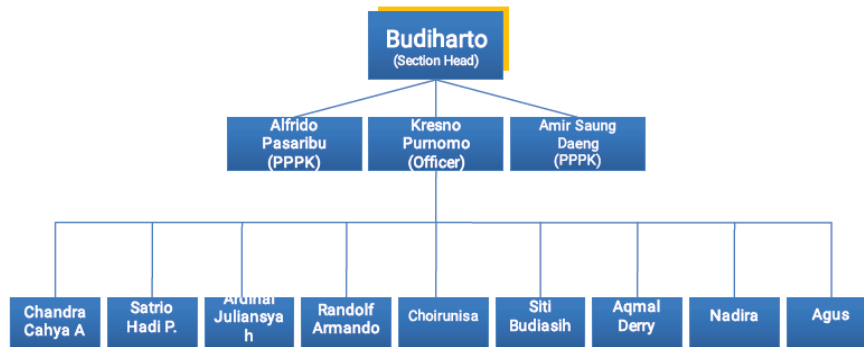 Budiharto
(Section Head)
Alfrido
Pasaribu
(PPPK)
Kresno
Purnomo
(Officer)
Amir Saung
Daeng
(PPPK)
Chandra
Cahya A
Satrio
Hadi P.
Ardinal
Juliansya
h
Randolf
Armando
Choirunisa
Siti
Budiasih
Aqmal
Derry
Nadira
Agus